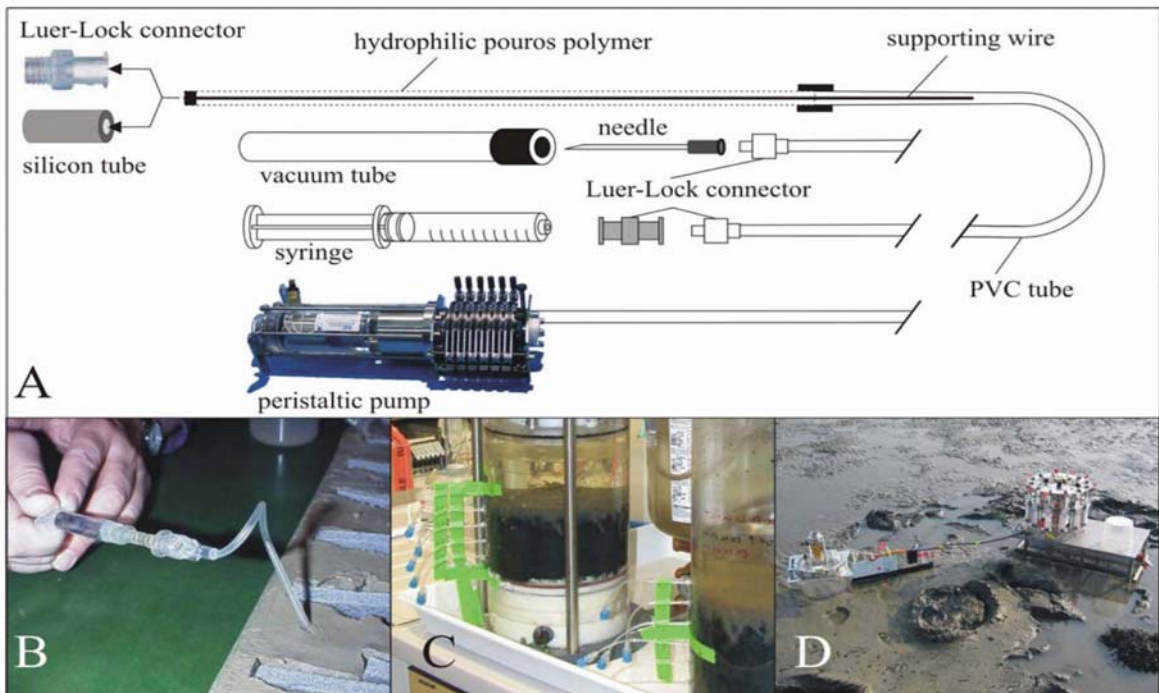 Luer-Lock connector
hydrophilic pouros polymer
supporting wire
silicon tube
needle
vacuum tube
Luer-Lock connector
syringe
PVC tube
peristaltic pump
A
B
C
D